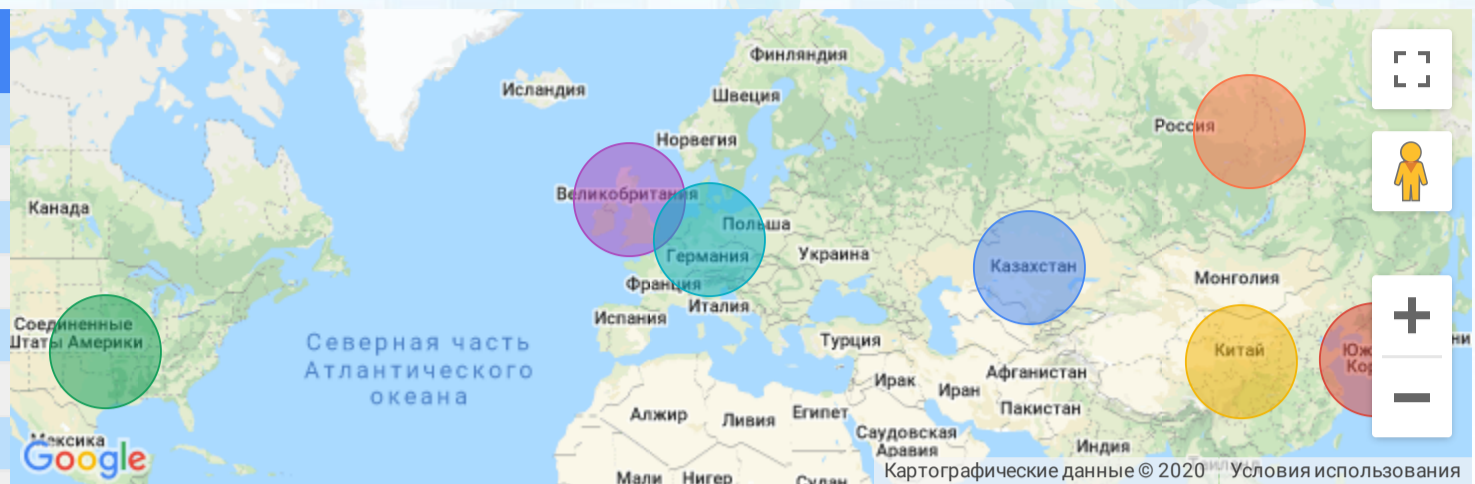 Финляндия
Исландия
Швеция
Россия
Норвегия
Великобритания
Канада
Польша
Германия
Украина
Казахстан
Монголия
Франция
Италия
Испания
Соединенные
Штаты Америки
Северная часть
Атлантического
океана
Турция
Китай
Ирак
Иран
Афганистан
Пакистан
Алжир
Ливия
Египет
Саудовская
Аравия
Индия
Мексика
Google
Мали
Нигер
Судан
Картографические данные © 2020
Условия использования